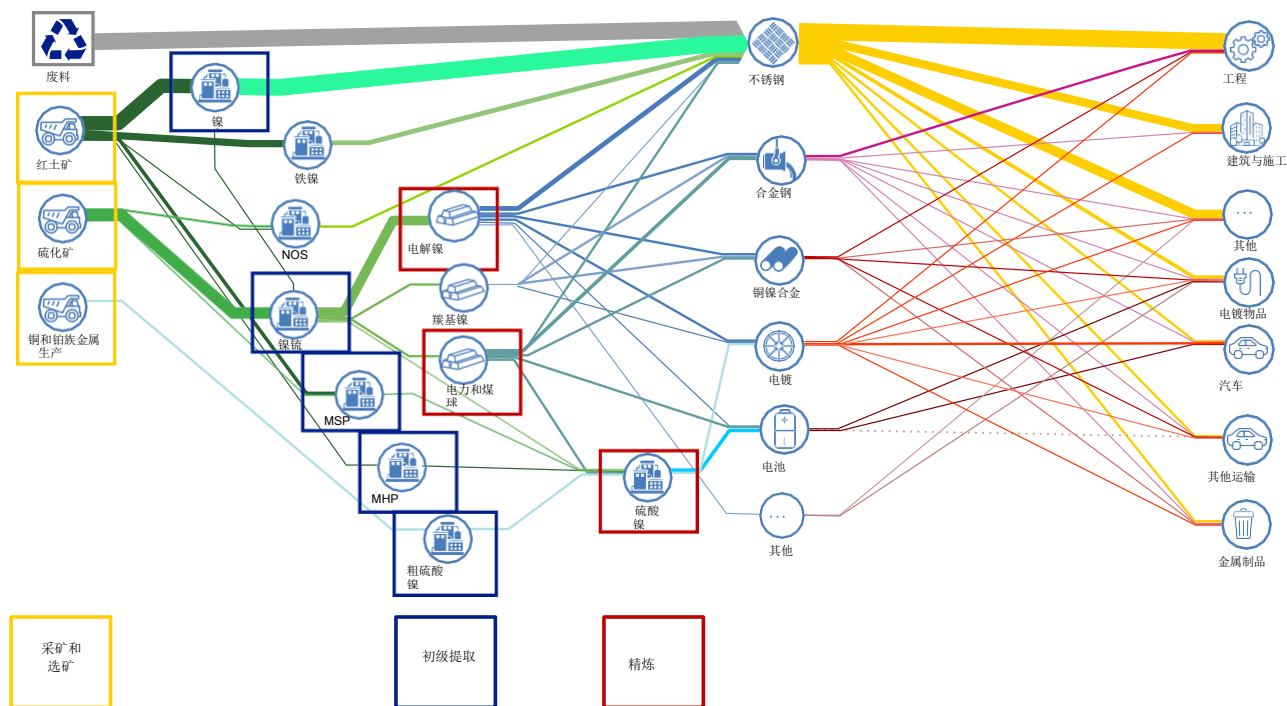 废料
红土矿
硫化矿
铜和铂族金属
生产
镍
铁镍
NOS
镍锍
MSP
MHP
粗硫酸
镍
电解镍
羰基镍
电力和煤
球
硫酸
镍
不锈钢
合金钢
铜镍合金
电镀
电池
其他
工程
建筑与施工
其他
电镀物品
汽车
其他运输
金属制品
采矿和
选矿
初级提取
精炼